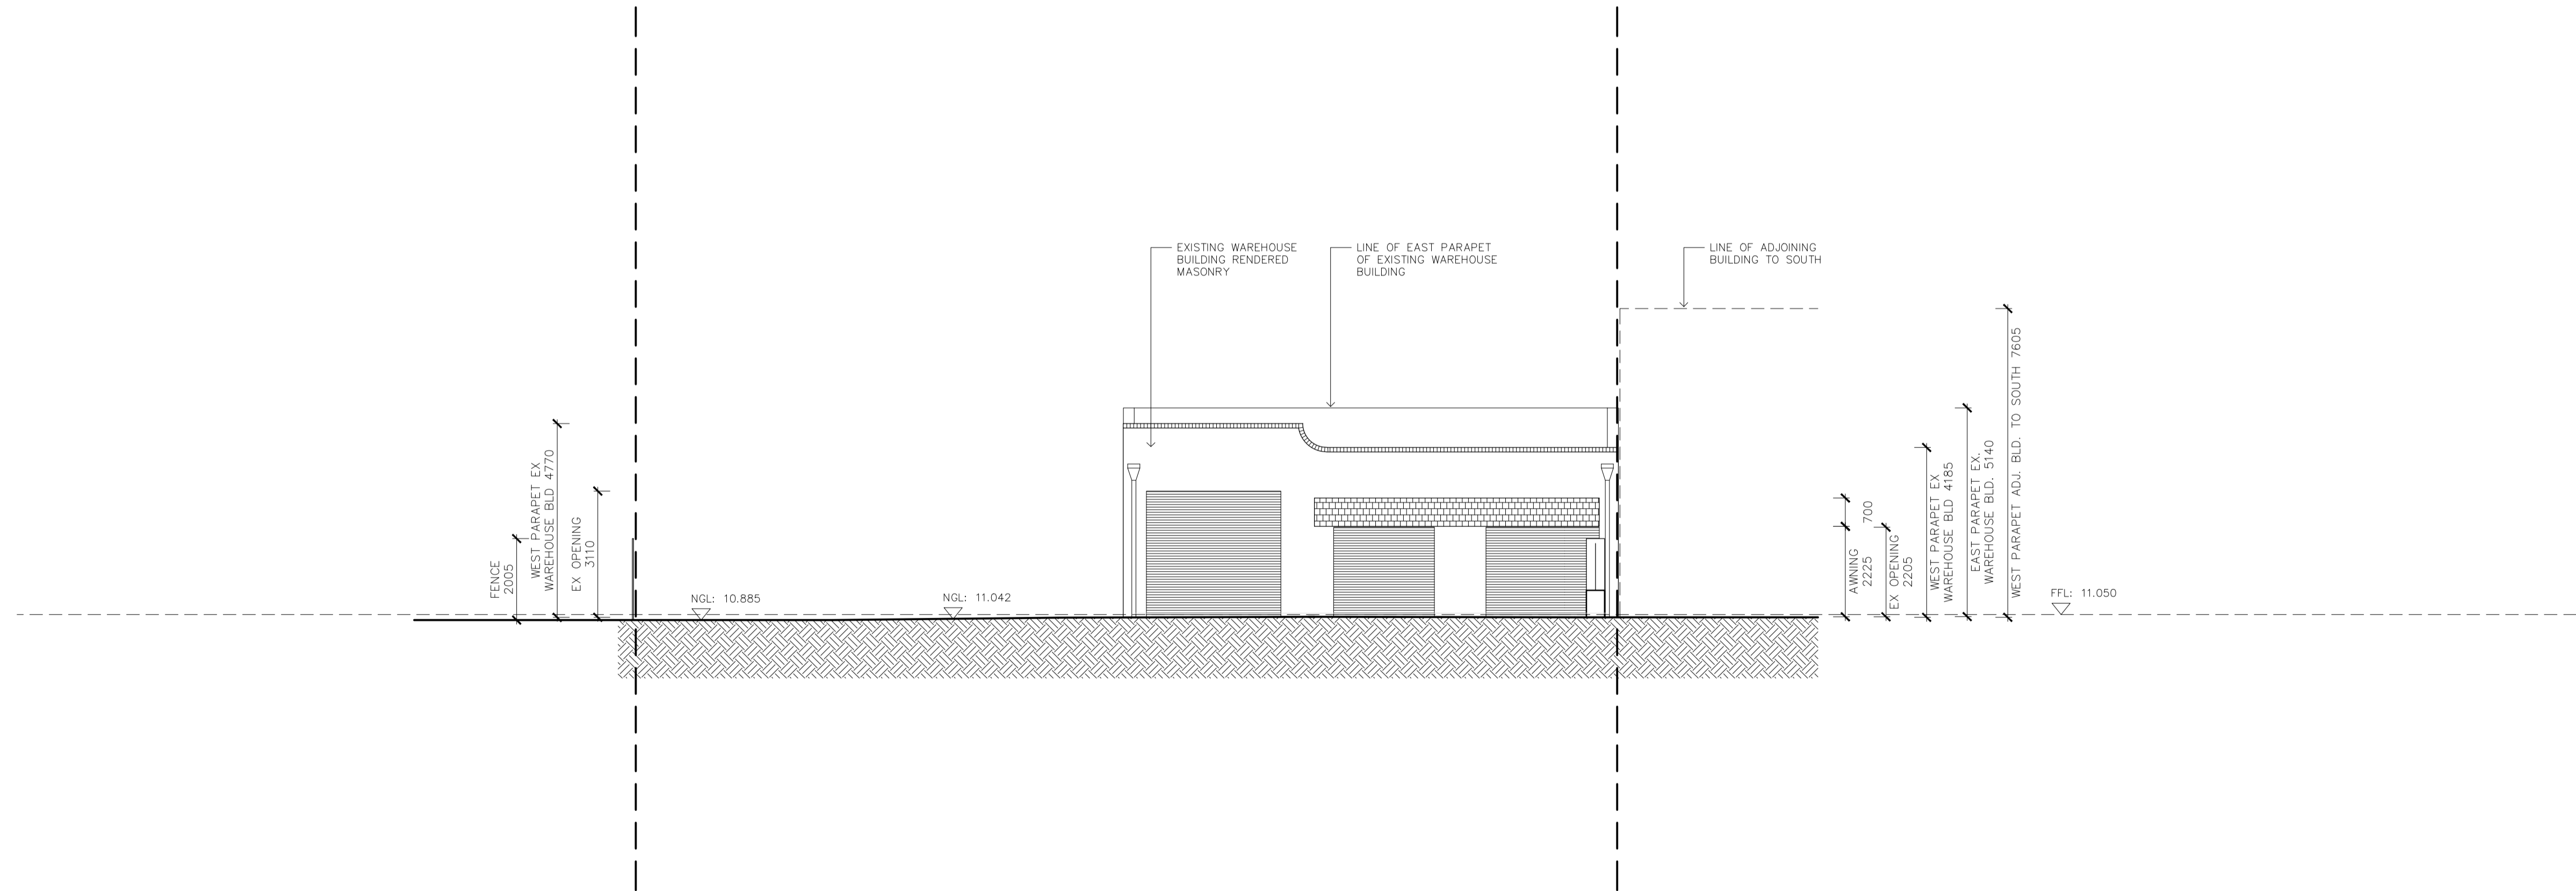 EXISTING WAREHOUSE
BUILDING RENDERED
MASONRY
LINE OF EAST PARAPET
OF EXISTING WAREHOUSE
BUILDING
LINE OF ADJOINING
BUILDING TO SOUTH
FENCE
2005
WEST PARAPET EX
WAREHOUSE BLD 4770
EX OPENING
3110
NGL: 10.885
NGL: 11.042
AWNING
2225
700
EX OPENING
2205
WEST PARAPET EX
WAREHOUSE BLD 4185
EAST PARAPET EX.
WAREHOUSE BLD. 5140
WEST PARAPET ADJ. BLD. TO SOUTH 7605
FFL: 11.050